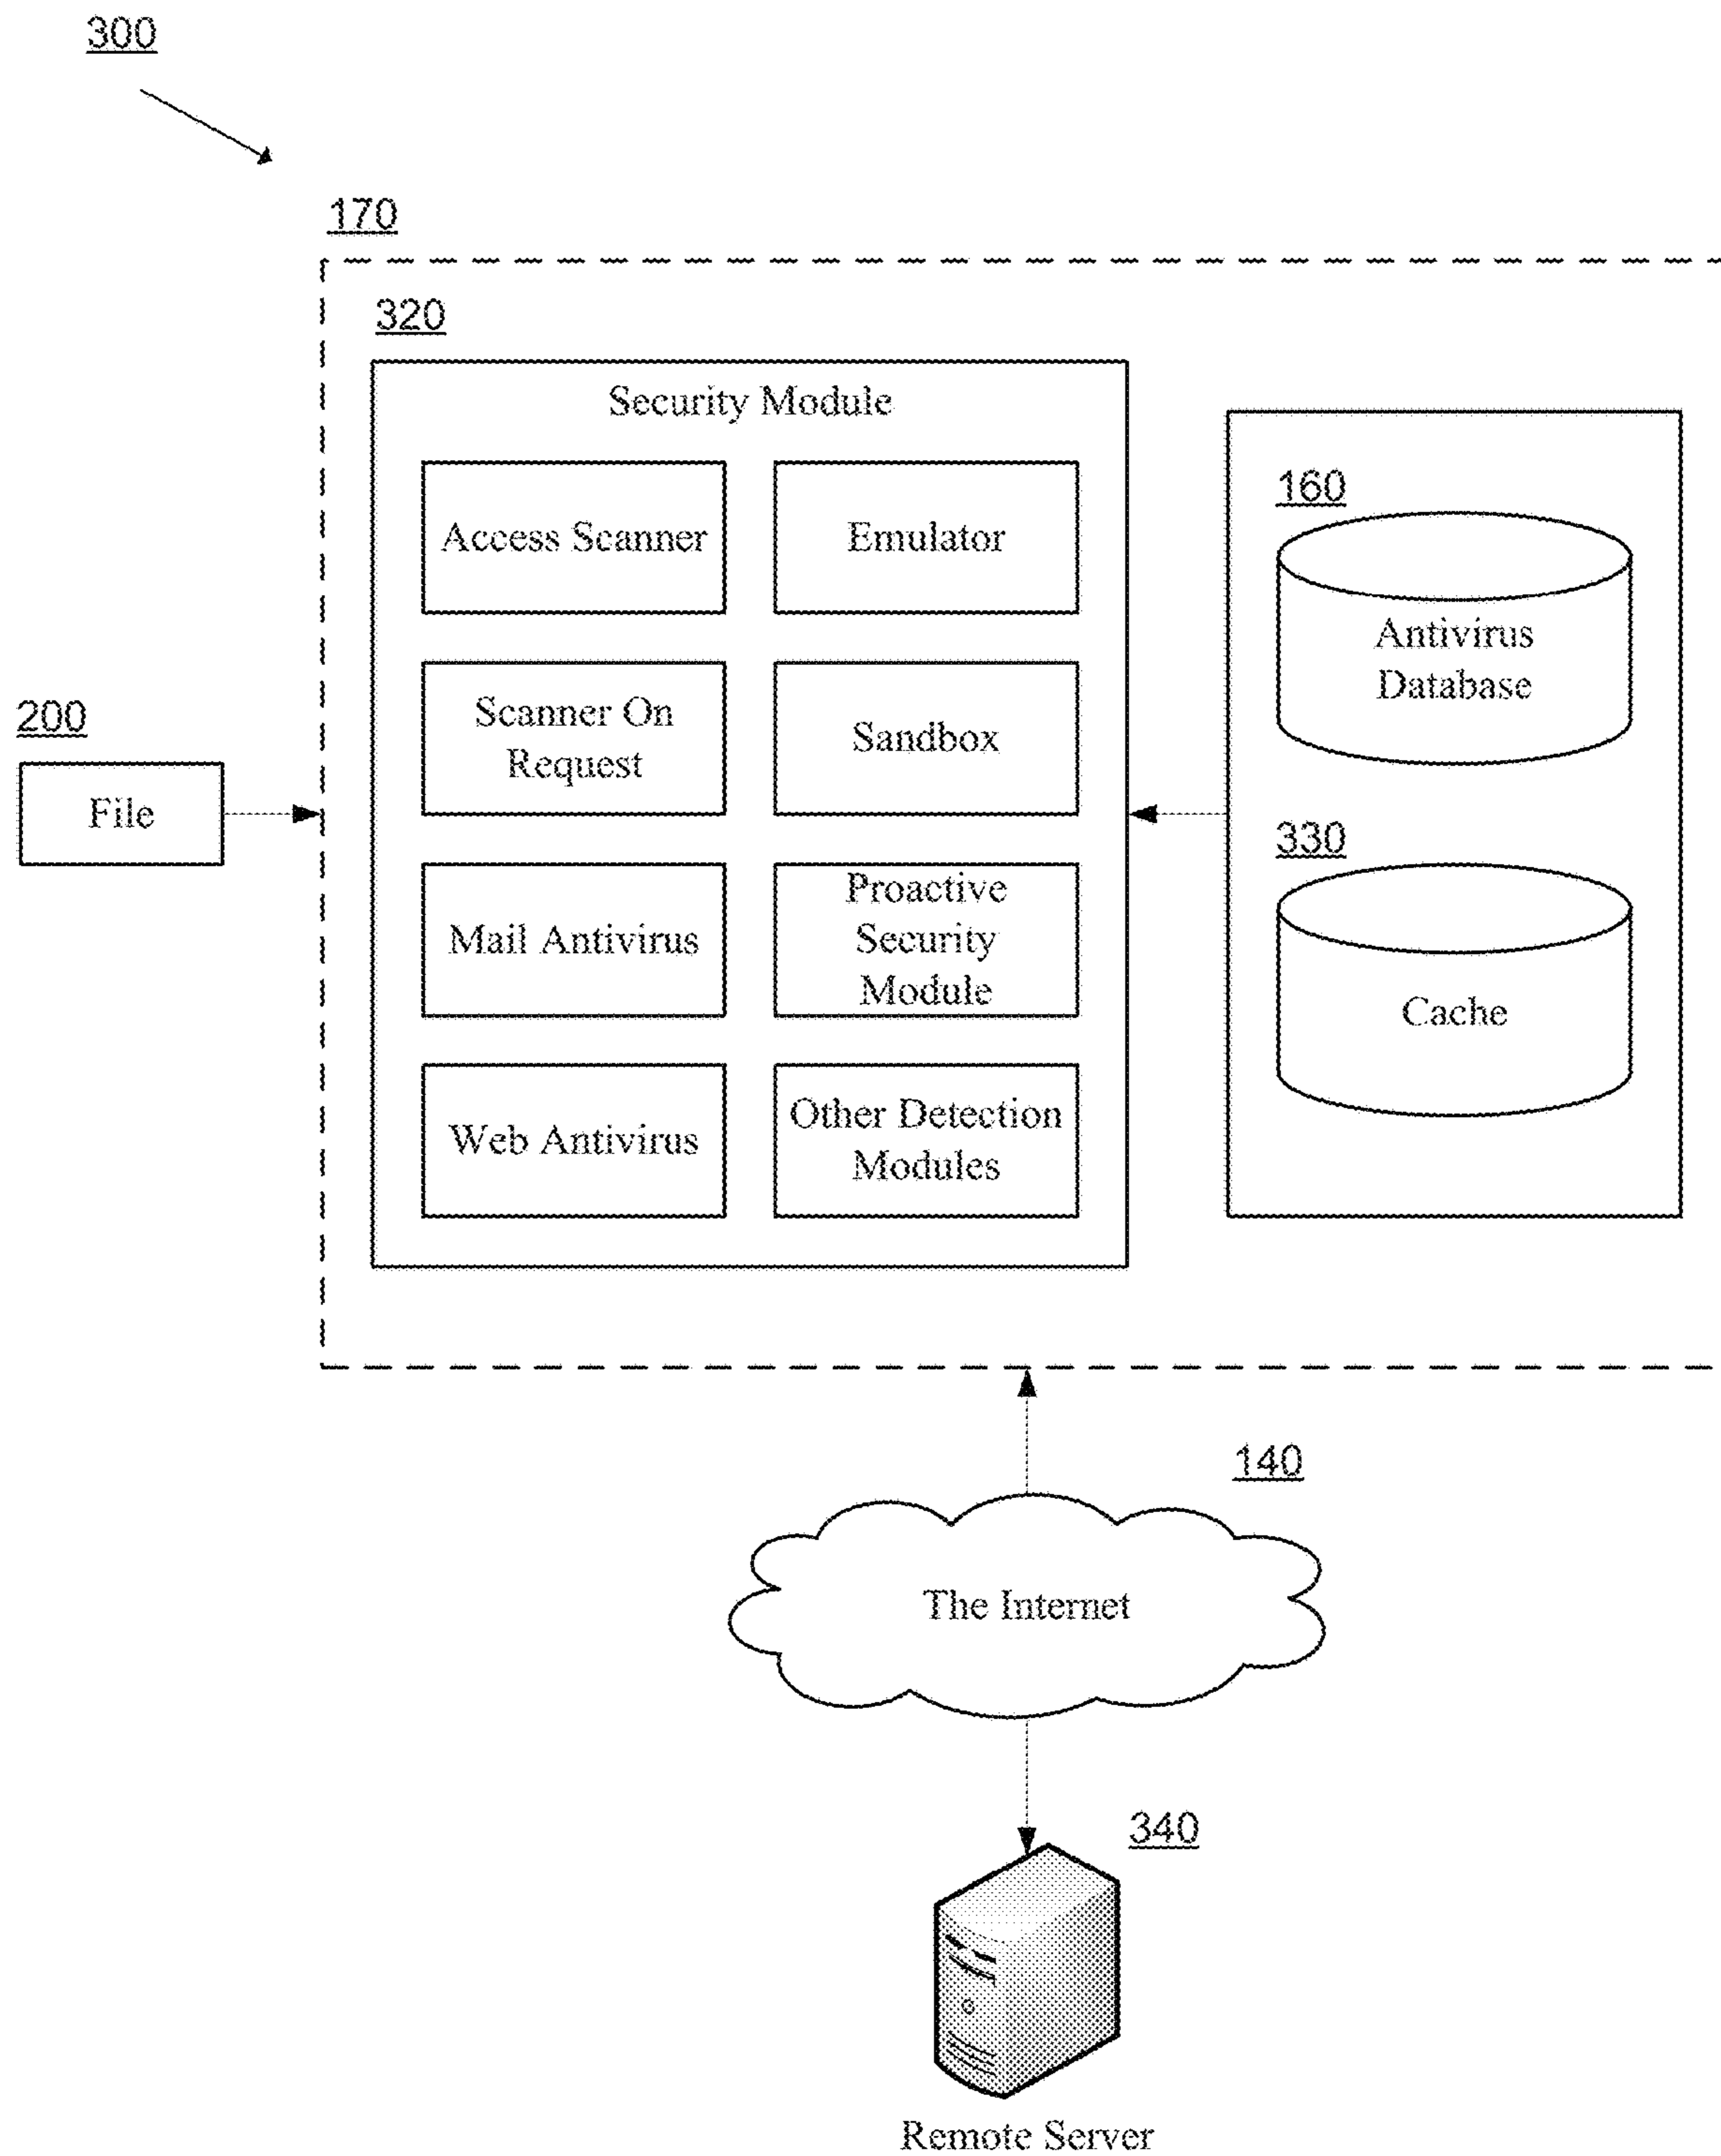 300
170
320
Security Module
Access Scanner
Emulator
160
Antivirus
Database
Scanner On
Request
Sandbox
200
File
330
Cache
Mail Antivirus
Proactive
Security
Module
Web Antivirus
Other Detection
Modules
140
The Internet
340
Remote Server